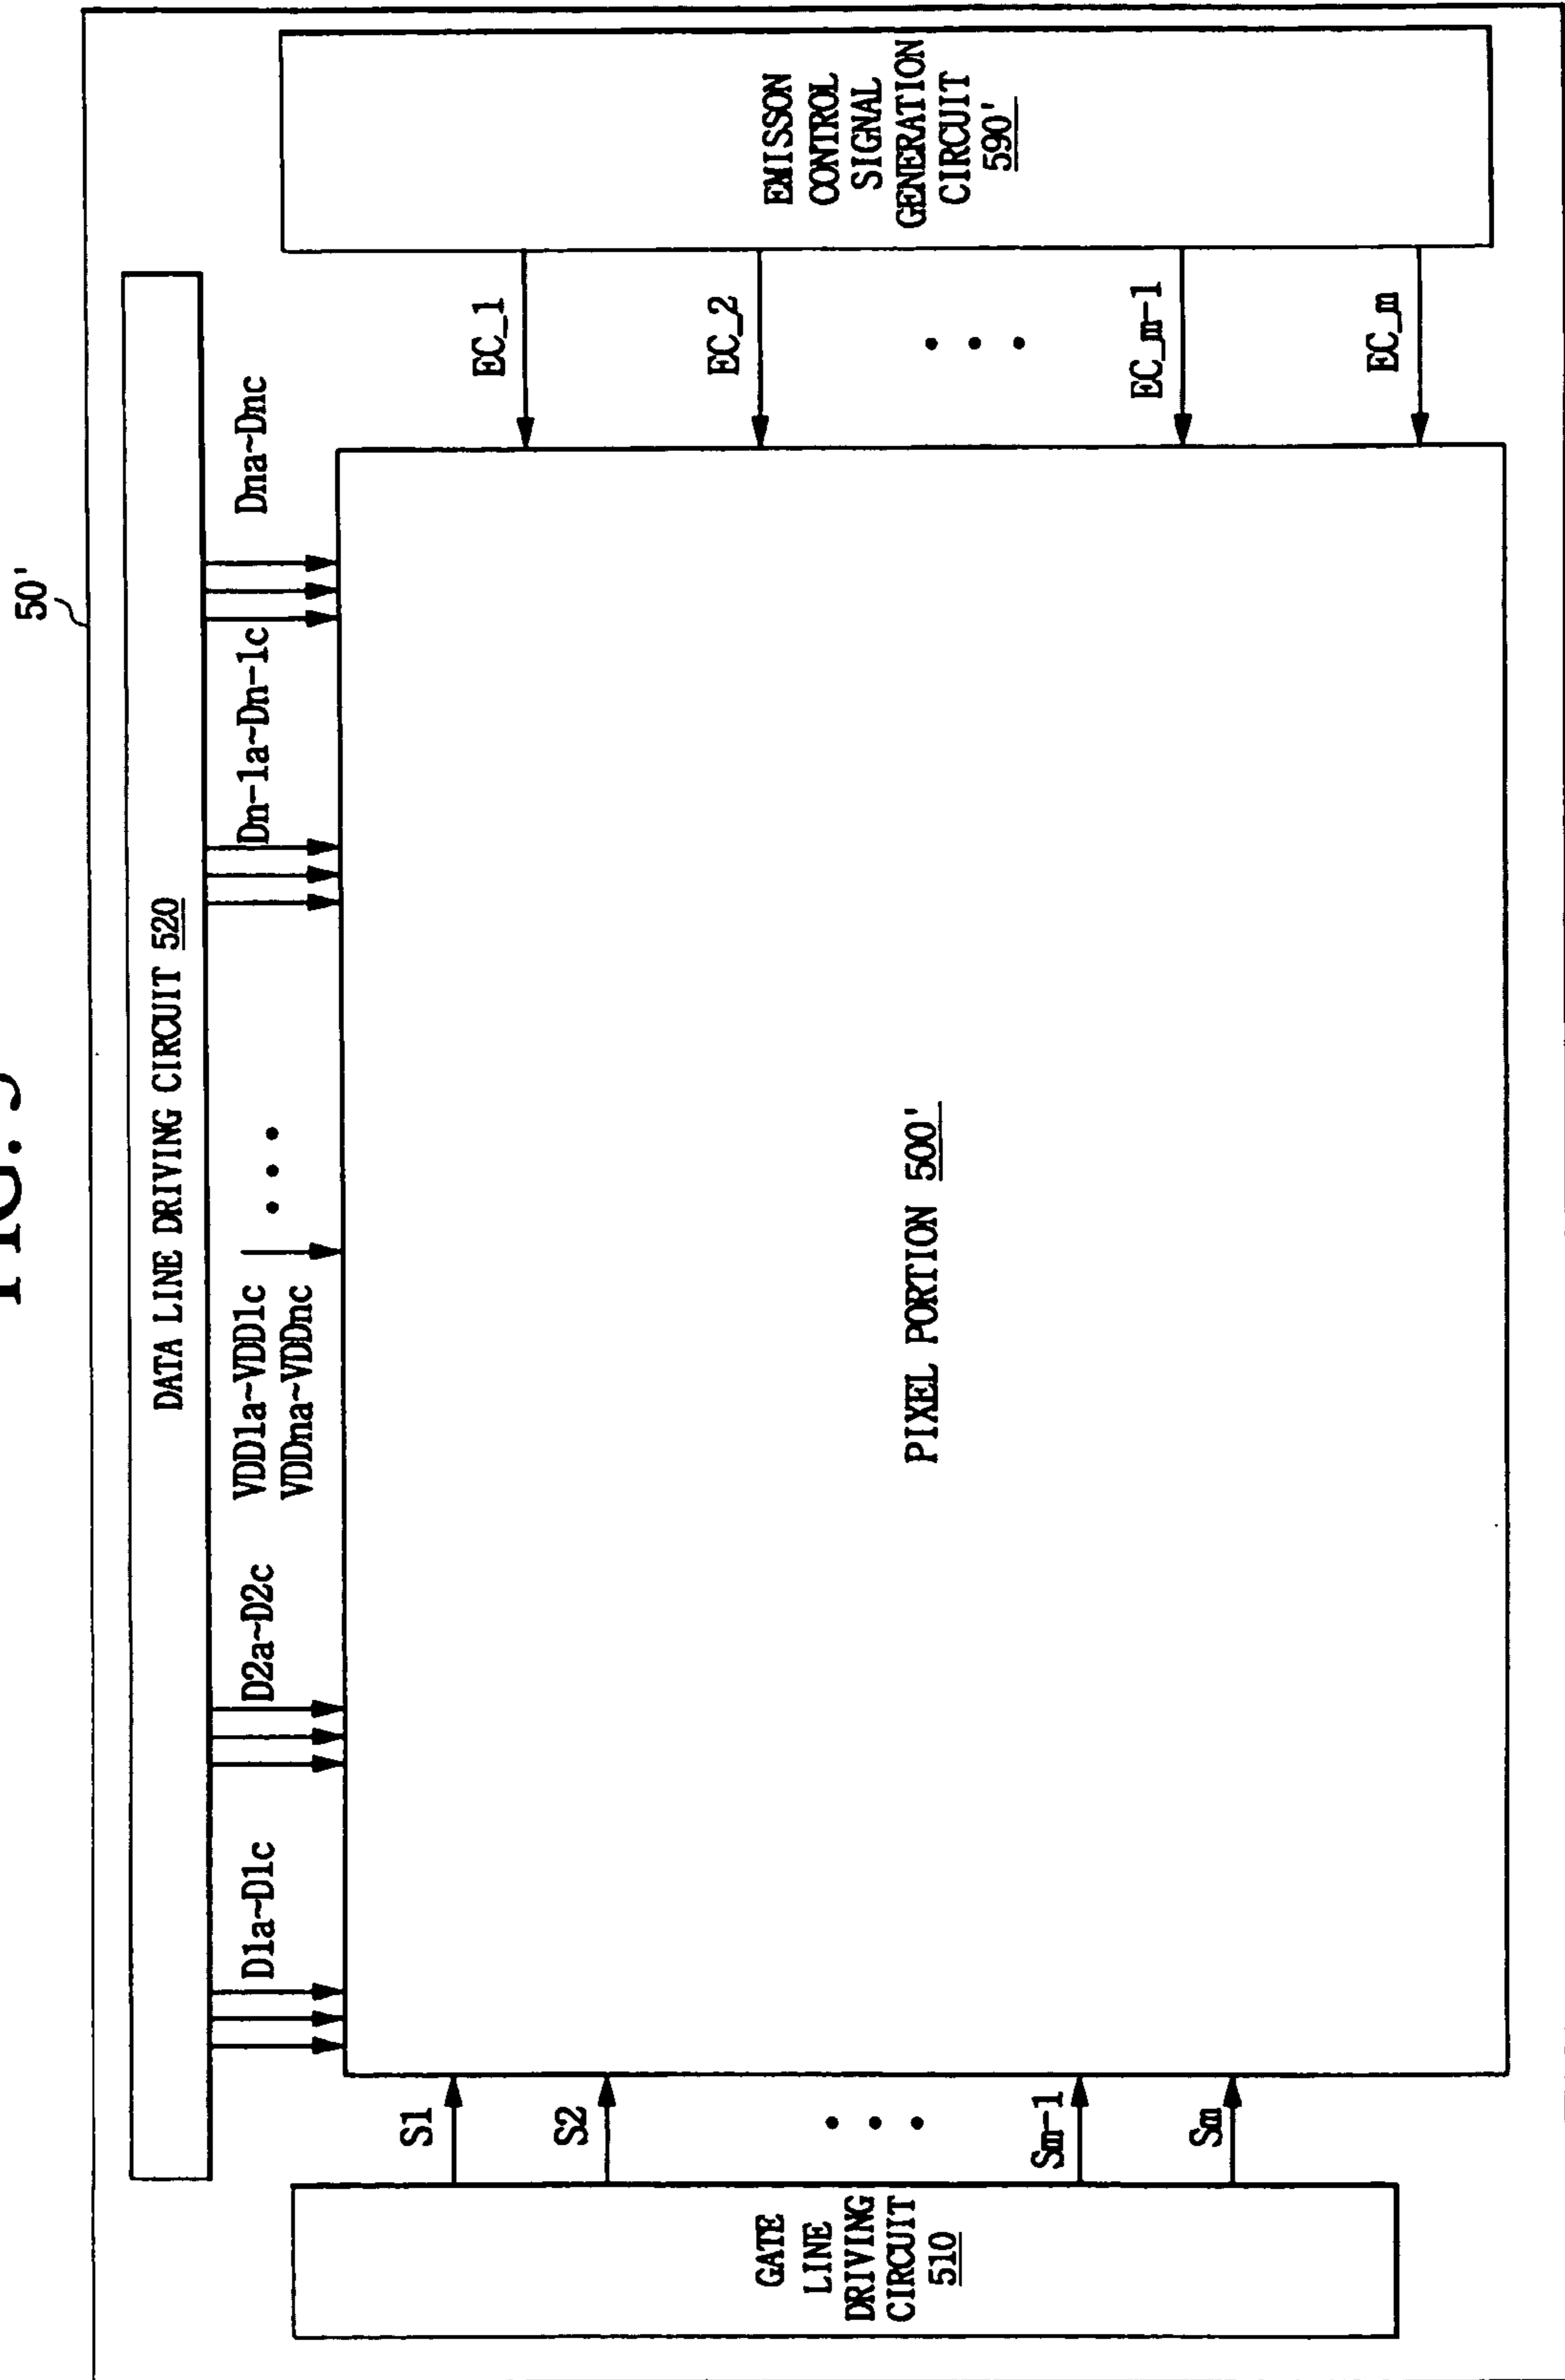 FIG.
50'
DATA LINE DRIVING CIRCUIT 520
D1a~D1c
D2a~D2c
VDD1a~VDD1c
VDDna~VDDnc
Dn-1a~Dn-1c
Dna~Dnc
S1
S2
Sm-1
Sm
GATE
LINE
DRIVING
CIRCUIT
510
PIXEL PORTION 500'
EC_1
EC_2
EC_m-1
EC_m
EMISSON
CONTROL
SIGNAL
GENERATION
CIRCUIT
590'